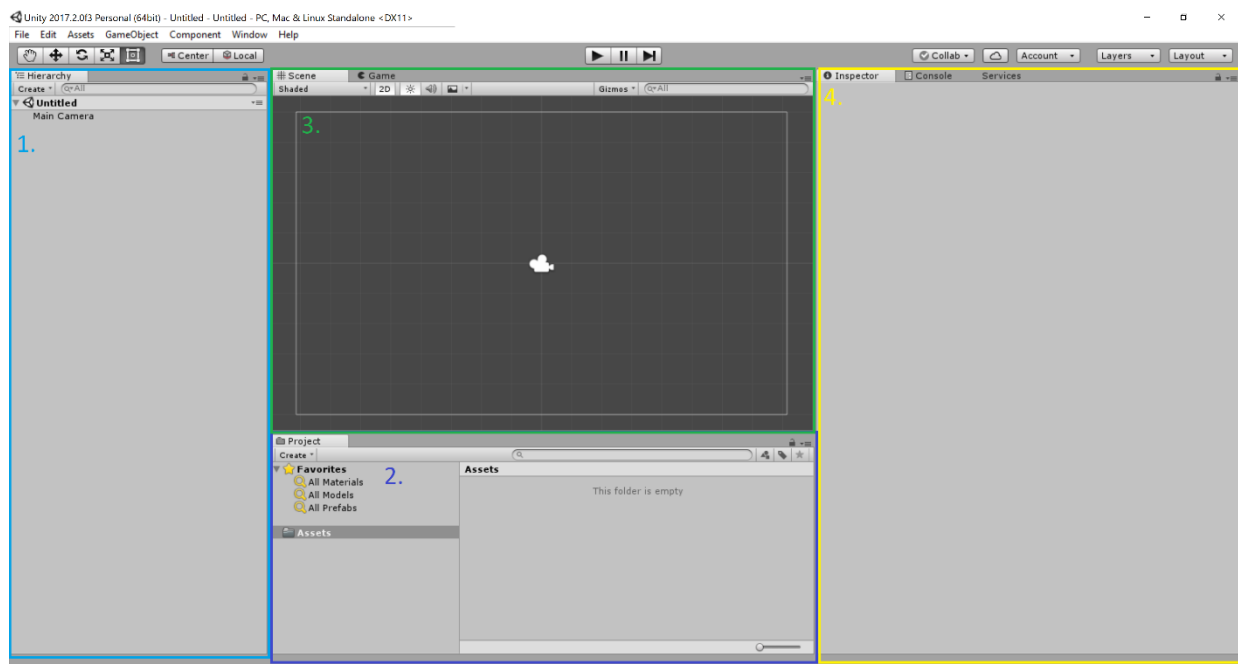 Unity 2017.2.0f3 Personal (64bit) - Untitled - Untitled - PC, Mac & Linux Standalone <DX11>
File Edit Assets GameObject Component Window Help
Center Local Collab Account Layers Layout
Hierarchy
Create All
Untitled
Main Camera
1.
Scene Game
Shaded 2D Gizmos All
3.
Project
Create
Favorites
All Materials
All Models
All Prefabs
Assets
2.
Assets
This folder is empty
Inspector Console Services
4.